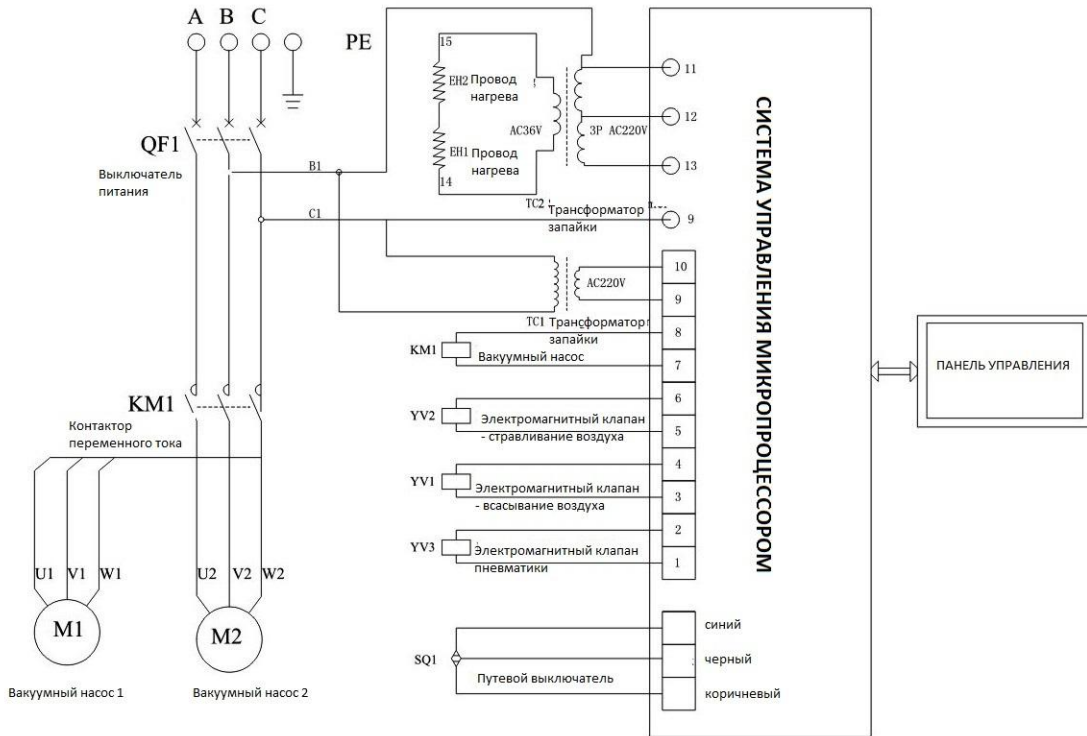 A B C PE
QF1
Выключатель
питания
B1
C1
15
EH2 Провод
нагрева
EH1 Провод
нагрева
14
AC36V
3P AC220V
11
12
13
TC2 Трансформатор
запайки
9
AC220V
10
9
TC1 Трансформатор
запайки
KM1 Вакуумный насос
8
7
YV2 Электромагнитный клапан
- стравливание воздуха
6
5
YV1 Электромагнитный клапан
- всасывание воздуха
4
3
YV3 Электромагнитный клапан
пневматики
2
1
SQ1 Путевой выключатель
синий
черный
коричневый
СИСТЕМА УПРАВЛЕНИЯ МИКРОПРОЦЕССОРОМ
ПАНЕЛЬ УПРАВЛЕНИЯ
KM1
Контактор
переменного тока
U1 V1 W1 U2 V2 W2
M1 M2
Вакуумный насос 1 Вакуумный насос 2